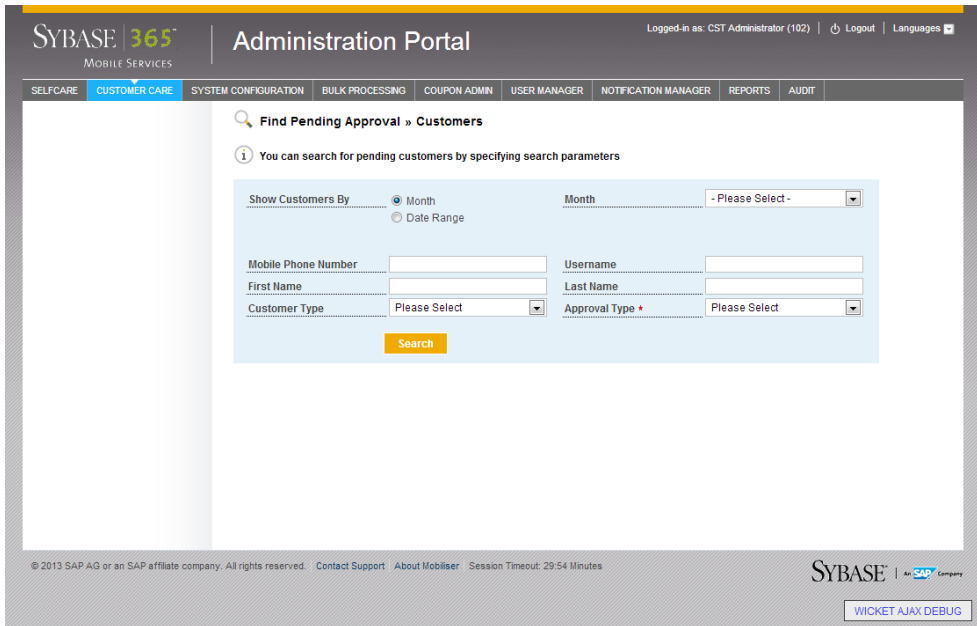 SYBASE 365
MOBILE SERVICES
Administration Portal
Logged-in as: CST Administrator (102) Logout Languages
SELFCARE CUSTOMER CARE SYSTEM CONFIGURATION BULK PROCESSING COUPON ADMIN USER MANAGER NOTIFICATION MANAGER REPORTS AUDIT
Find Pending Approval » Customers
i You can search for pending customers by specifying search parameters
Show Customers By Month Month - Please Select -
Date Range
Mobile Phone Number Username
First Name Last Name
Customer Type Please Select Approval Type * Please Select
Search
© 2013 SAP AG or an SAP affiliate company. All rights reserved. Contact Support About Mobiliser Session Timeout: 29:54 Minutes
SYBASE An SAP Company
WICKET AJAX DEBUG